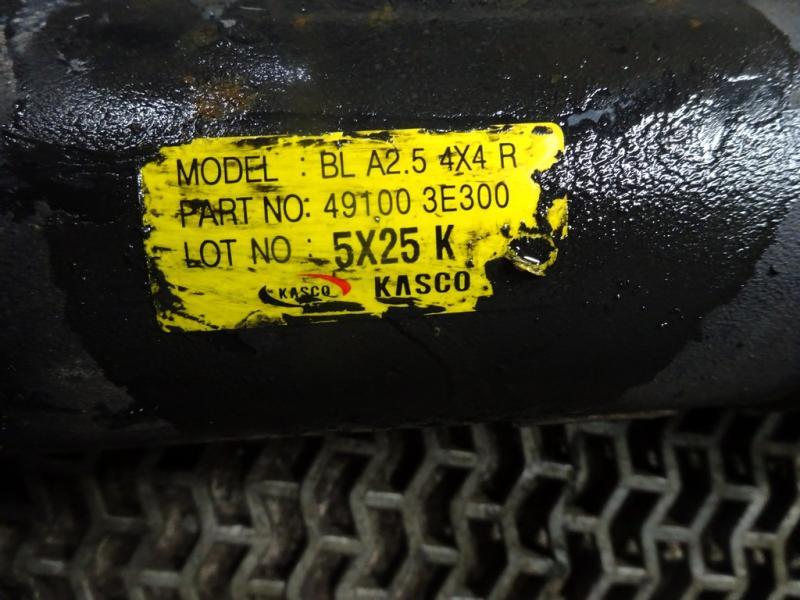 MODEL : BL A2.5 4X4 R
PART NO: 49100 3E300
LOT NO : 5X25 K
KASCO KASCO